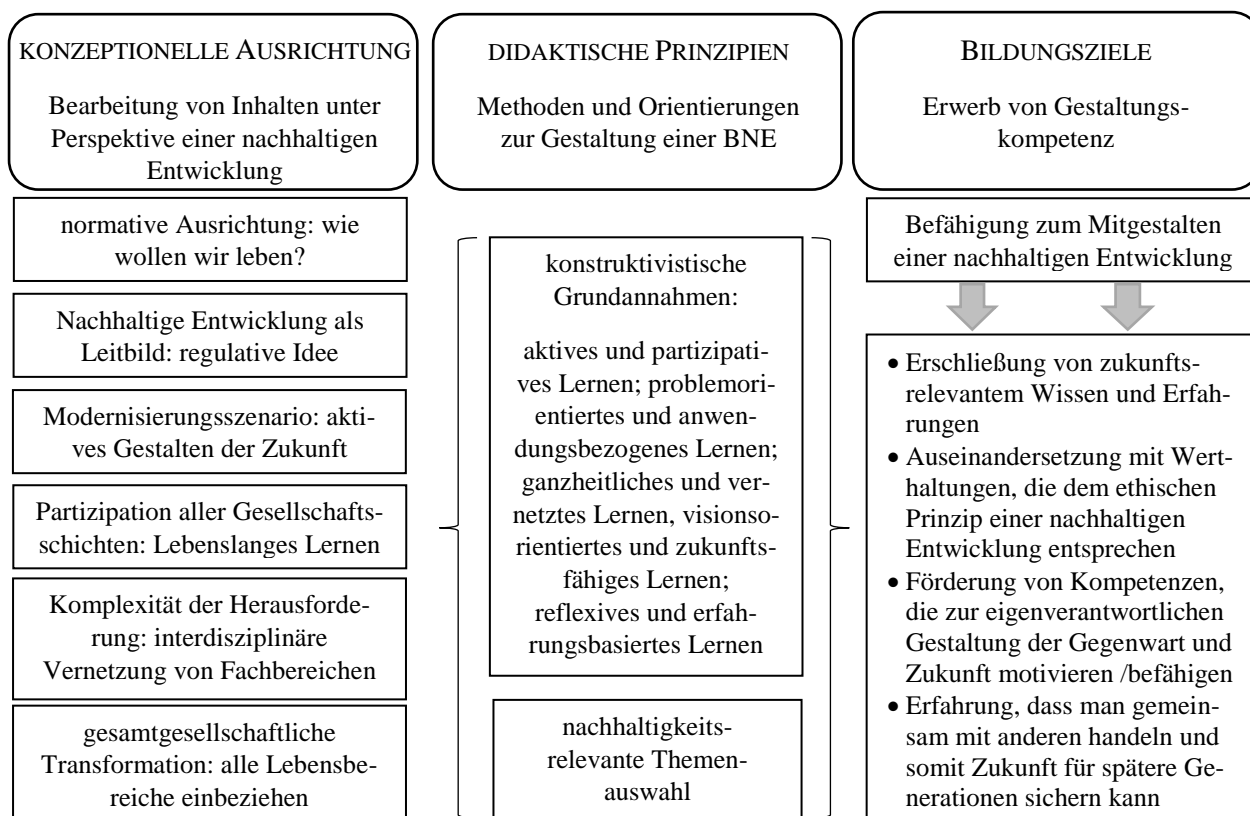 KONZEPTIONELLE AUSRICHTUNG
Bearbeitung von Inhalten unter
Perspektive einer nachhaltigen
Entwicklung
normative Ausrichtung: wie
wollen wir leben?
Nachhaltige Entwicklung als
Leitbild: regulative Idee
Modernisierungsszenario: akti-
ves Gestalten der Zukunft
Partizipation aller Gesellschafts-
schichten: Lebenslanges Lernen
Komplexität der Herausforde-
rung: interdisziplinäre
Vernetzung von Fachbereichen
gesamtgesellschaftliche
Transformation: alle Lebensbe-
reiche einbeziehen
DIDAKTISCHE PRINZIPIEN
Methoden und Orientierungen
zur Gestaltung einer BNE
konstruktivistische
Grundannahmen:
aktives und partizipati-
ves Lernen; problemori-
entiertes und anwen-
dungsbezogenes Lernen;
ganzheitliches und ver-
netztes Lernen, visionso-
rientiertes und zukunfts-
fähiges Lernen;
reflexives und erfah-
rungsbasiertes Lernen
nachhaltigkeits-
relevante Themen-
auswahl
BILDUNGSZIELE
Erwerb von Gestaltungs-
kompetenz
Befähigung zum Mitgestalten
einer nachhaltigen Entwicklung
• Erschließung von zukunfts-
relevantem Wissen und Erfah-
rungen
• Auseinandersetzung mit Wert-
haltungen, die dem ethischen
Prinzip einer nachhaltigen
Entwicklung entsprechen
• Förderung von Kompetenzen,
die zur eigenverantwortlichen
Gestaltung der Gegenwart und
Zukunft motivieren /befähigen
• Erfahrung, dass man gemein-
sam mit anderen handeln und
somit Zukunft für spätere Ge-
nerationen sichern kann